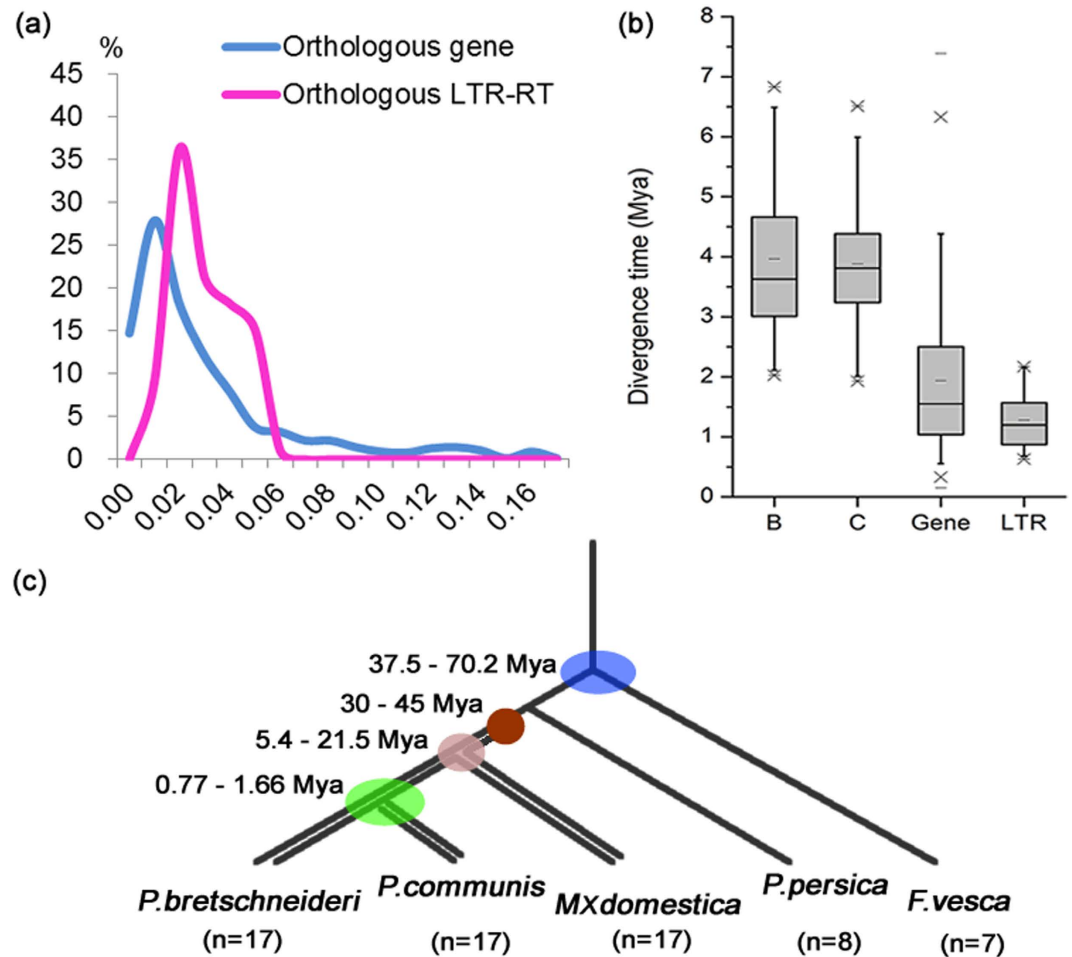 (a)
%
Orthologous gene
Orthologous LTR-RT
45
40
35
30
25
20
15
10
5
0
0.00 0.02 0.04 0.06 0.08 0.10 0.12 0.14 0.16
(b)
Divergence time (Mya)
8
7
6
5
4
3
2
1
0
B C Gene LTR
(c)
37.5 - 70.2 Mya
30 - 45 Mya
5.4 - 21.5 Mya
0.77 - 1.66 Mya
P.bretschneideri P.communis MXdomestica P.persica F.vesca
(n=17) (n=17) (n=17) (n=8) (n=7)